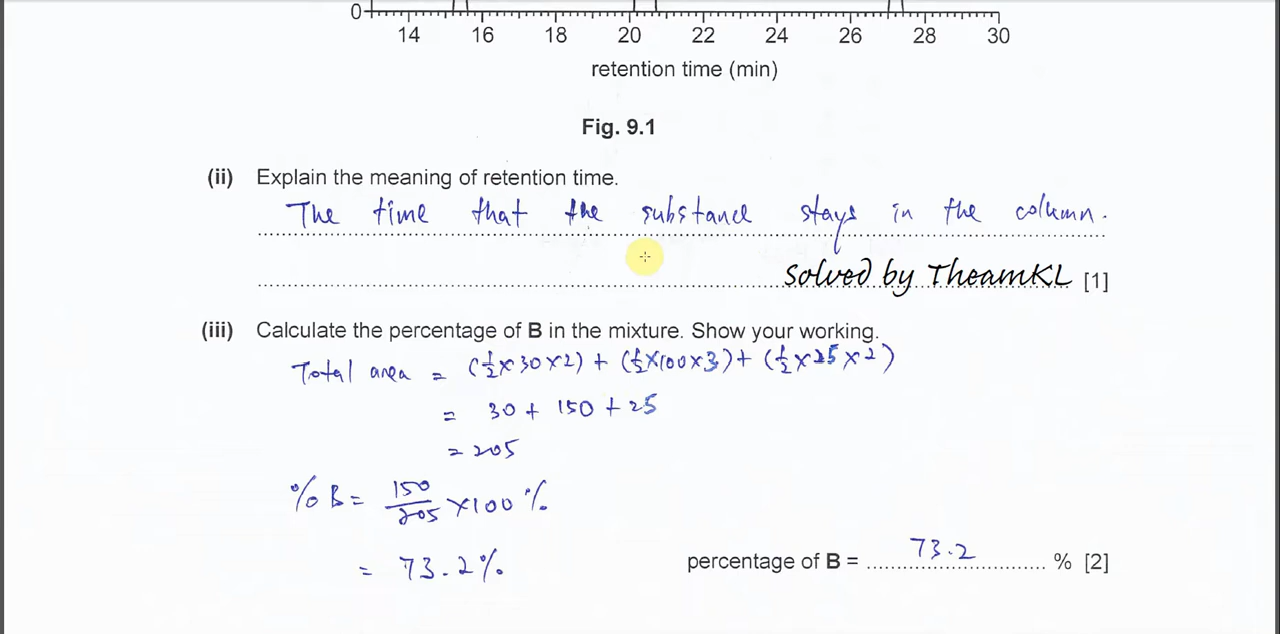 0
14 16 18 20 22 24 26 28 30
retention time (min)
Fig. 9.1
(ii) Explain the meaning of retention time.
The time that the substance stays in the column.
Solved by TheamKL [1]
(iii) Calculate the percentage of B in the mixture. Show your working.
Total area = (½×30×2) + (½×100×3) + (½×25×2)
= 30 + 150 + 25
= 205
% B = 150/205 ×100 %
= 73.2%
percentage of B = 73.2 % [2]